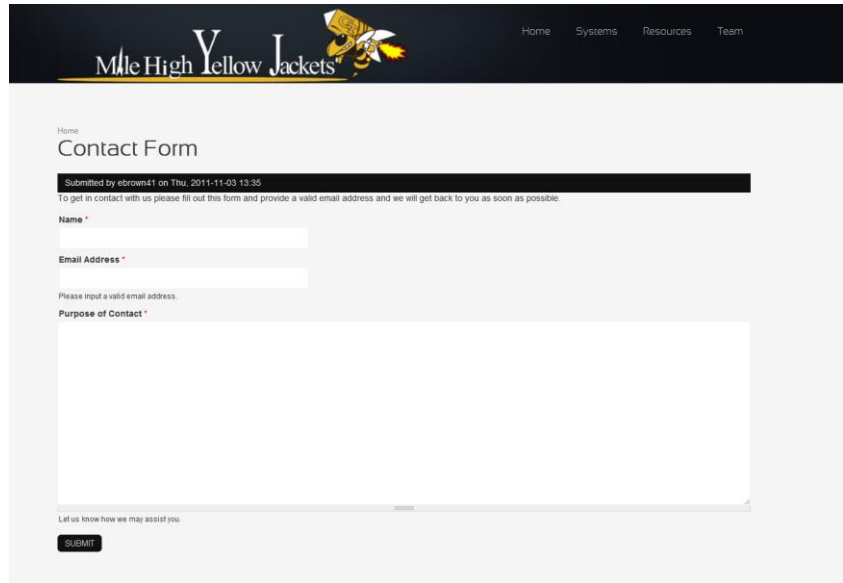 Mile High Yellow Jackets
Home Systems Resources Team
Home
Contact Form
Submitted by ebrown41 on Thu, 2011-11-03 13:35
To get in contact with us please fill out this form and provide a valid email address and we will get back to you as soon as possible.
Name *
Email Address *
Please input a valid email address.
Purpose of Contact *
Let us know how we may assist you.
SUBMIT